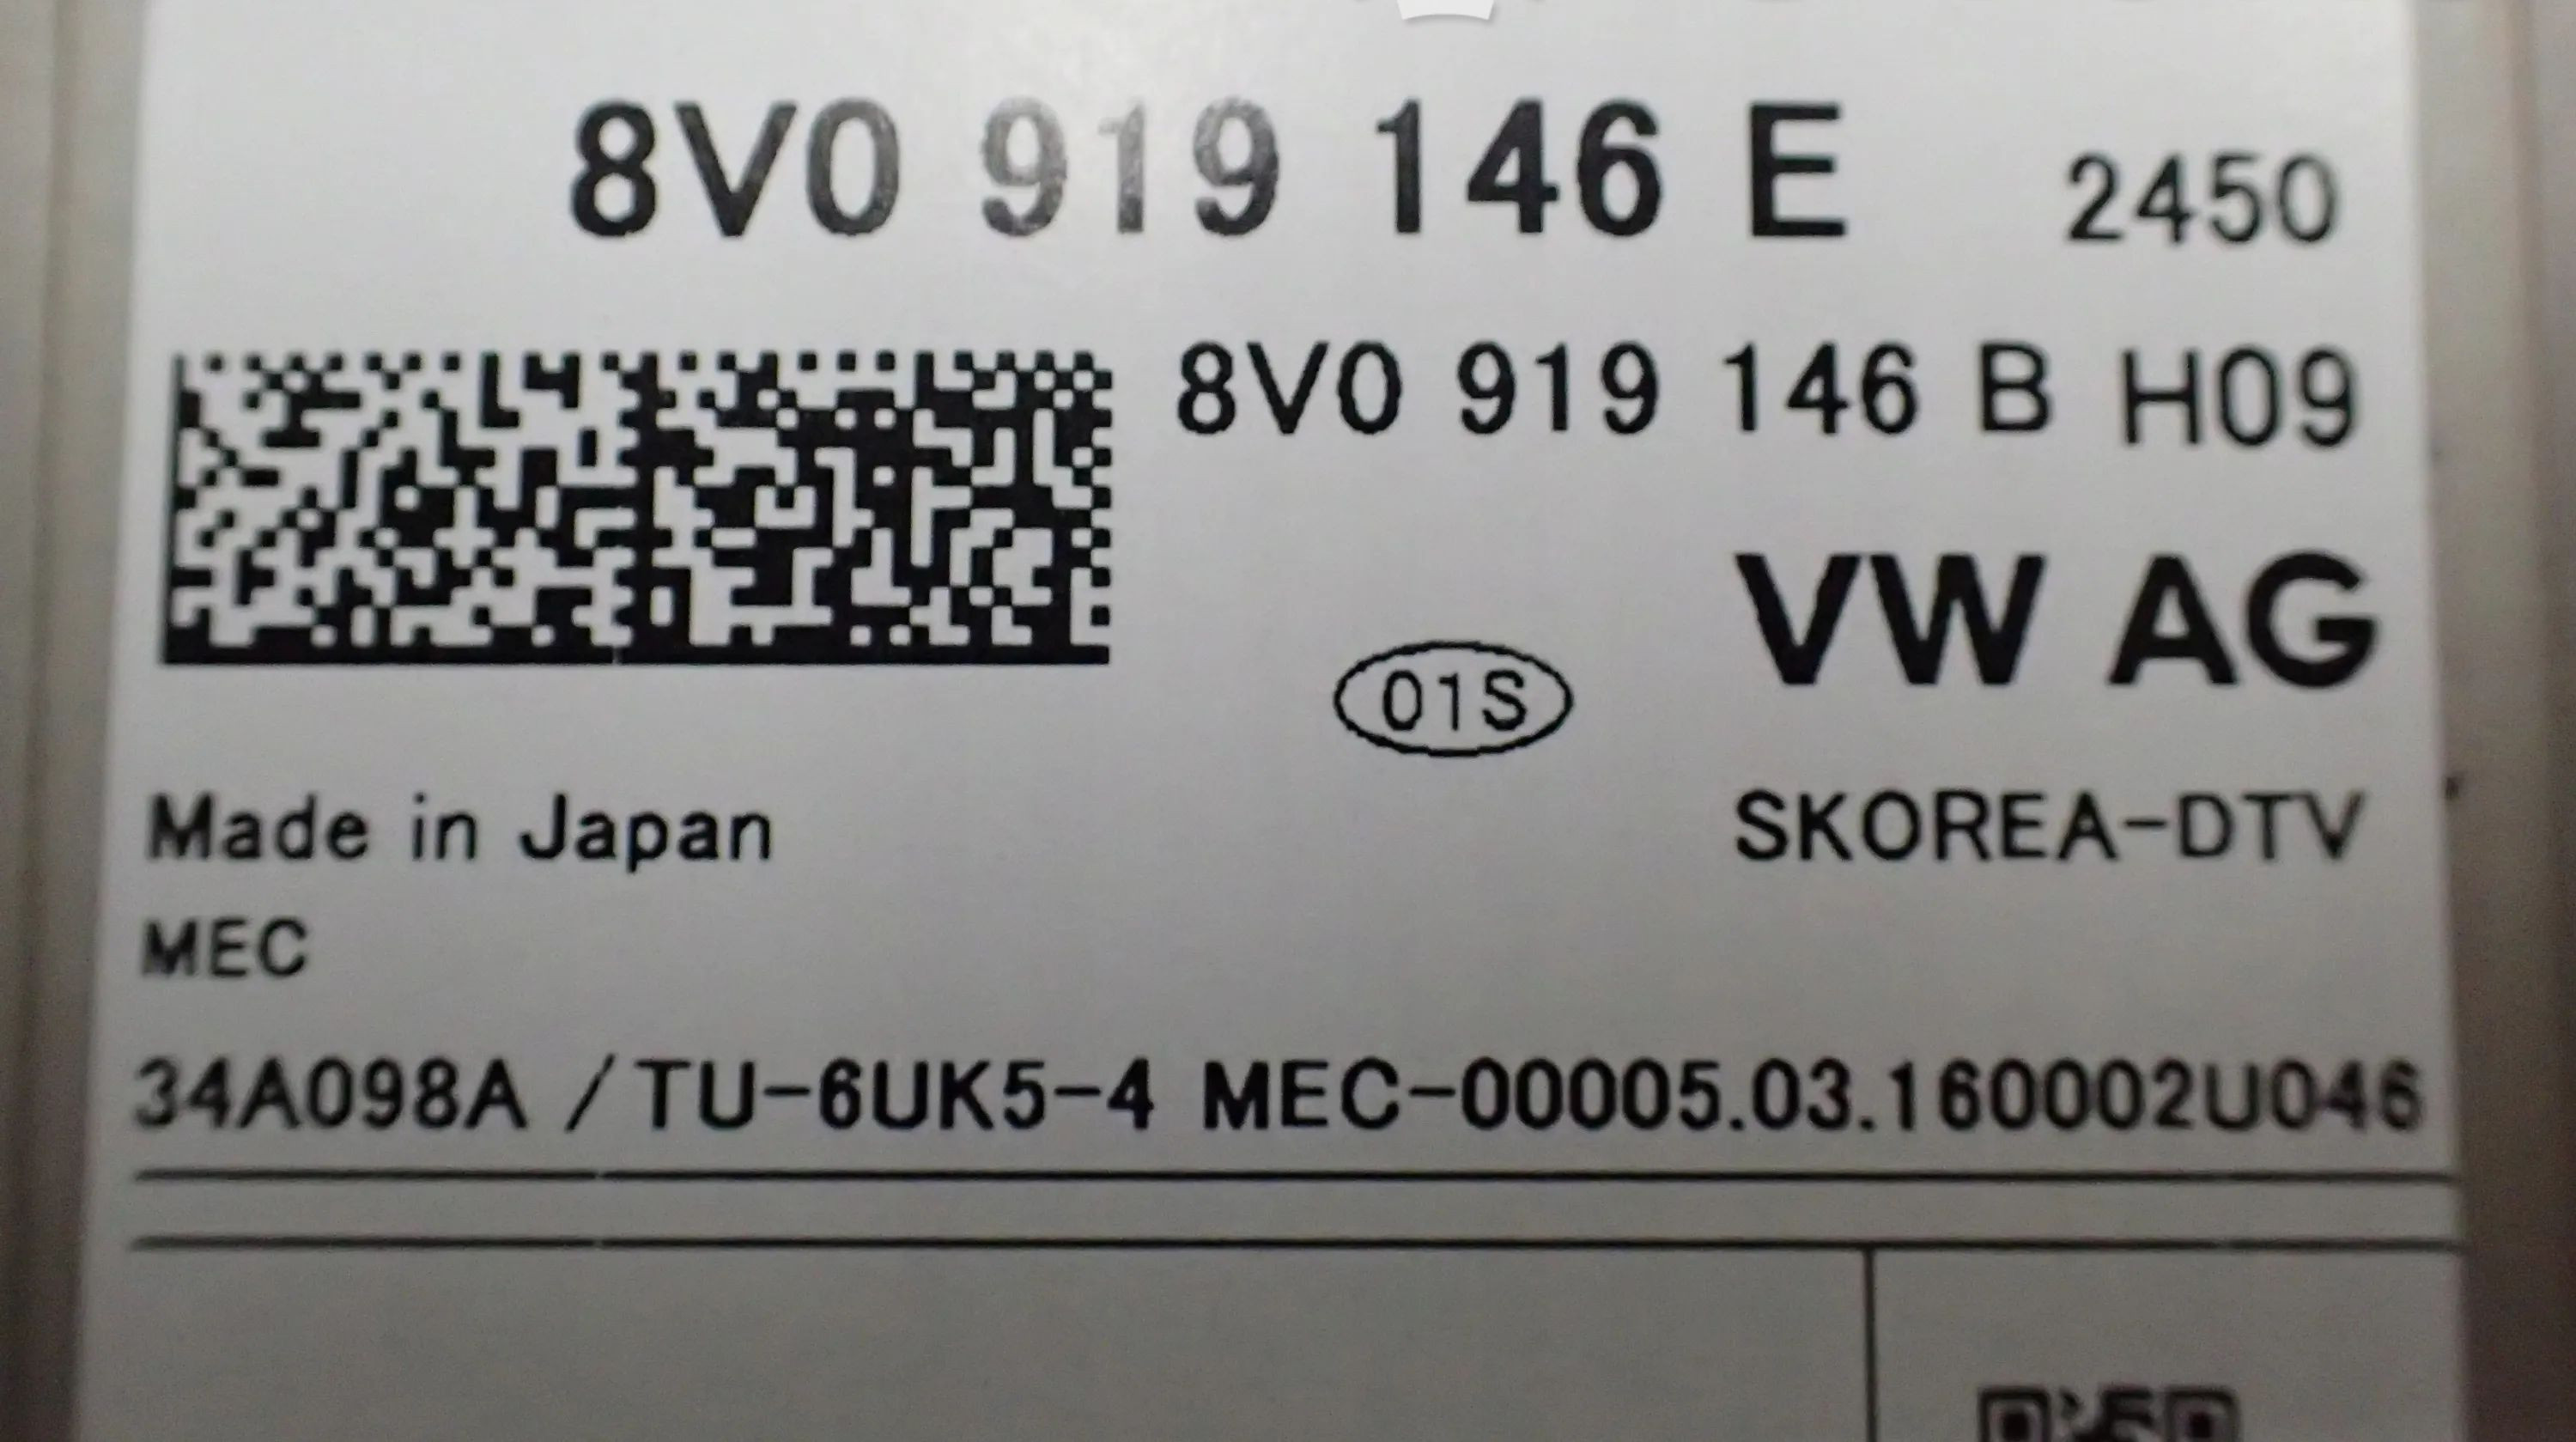 8V0 919 146 E 2450
8V0 919 146 B H09
VW AG
01S
Made in Japan SKOREA-DTV
MEC
34A098A /TU-6UK5-4 MEC-00005.03.160002U046